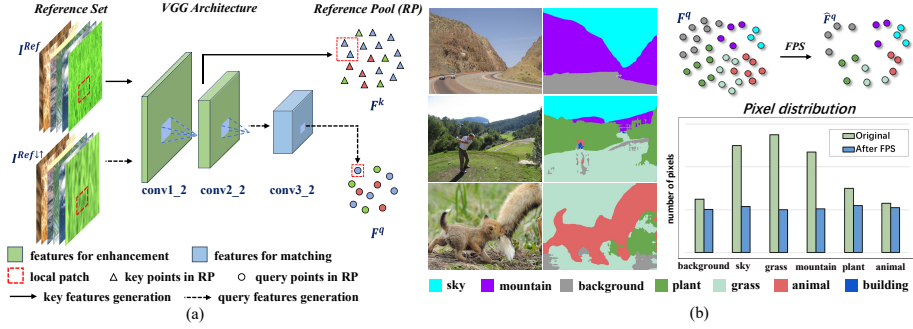 Reference Set
VGG Architecture
Reference Pool (RP)
I^Ref
F^k
I^Ref↓↑
conv1_2
conv2_2
conv3_2
F^q
features for enhancement
features for matching
local patch
key points in RP
query points in RP
key features generation
query features generation
(a)
F^q
FPS
F̂^q
Pixel distribution
Original
After FPS
number of pixels
background
sky
grass
mountain
plant
animal
sky
mountain
background
plant
grass
animal
building
(b)